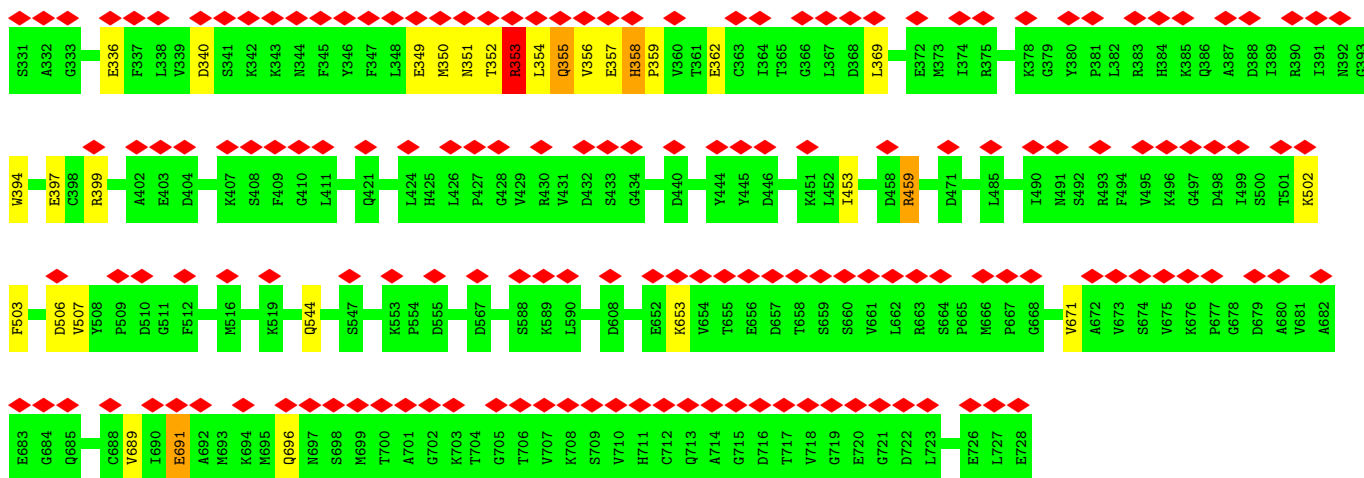 S331 A332 G333 E336 F337 L338 V339 D340 S341 K342 K343 N344 F345 Y346 F347 L348 E349 M350 N351 T352 R353 L354 Q355 V356 E357 H358 P359 V360 T361 E362 C363 I364 T365 G366 L367 D368 L369 E372 M373 I374 R375 K378 G379 Y380 P381 L382 R383 H384 K385 Q386 A387 D388 I389 R390 I391 N392 G393
W394 E397 C398 R399 A402 E403 D404 K407 S408 F409 G410 L411 Q421 L424 H425 L426 P427 G428 V429 R430 V431 D432 S433 G434 D440 Y444 Y445 D446 K451 L452 I453 D458 R459 D471 L485 I490 N491 S492 R493 F494 V495 K496 G497 D498 I499 S500 T501 K502
F503 D506 V507 Y508 P509 D510 G511 F512 M516 K519 Q544 S547 K553 P554 D555 D567 S588 K589 L590 D608 E652 K653 V654 T655 E656 D657 T658 S659 S660 V661 L662 R663 S664 P665 M666 P667 G668 V671 A672 V673 S674 V675 K676 P677 G678 D679 A680 V681 A682
E683 G684 Q685 C688 V689 I690 E691 A692 M693 K694 M695 Q696 N697 S698 M699 T700 A701 G702 K703 T704 G705 T706 V707 K708 S709 V710 H711 C712 Q713 A714 G715 D716 T717 V718 G719 E720 G721 D722 L723 E726 L727 E728